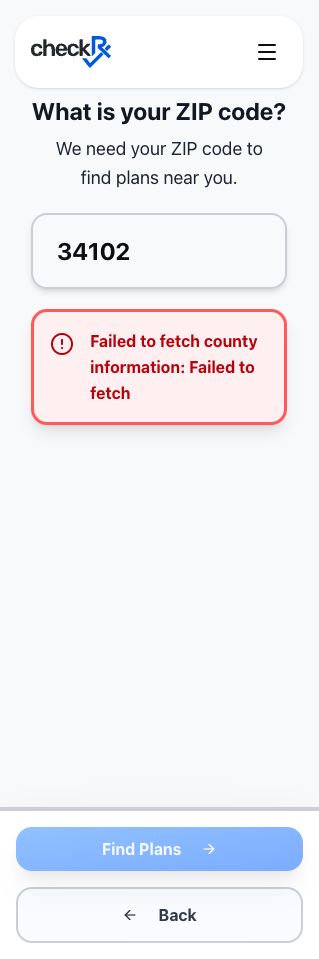 checkRx
What is your ZIP code?
We need your ZIP code to
find plans near you.
34102
Failed to fetch county
information: Failed to
fetch
Find Plans
Back